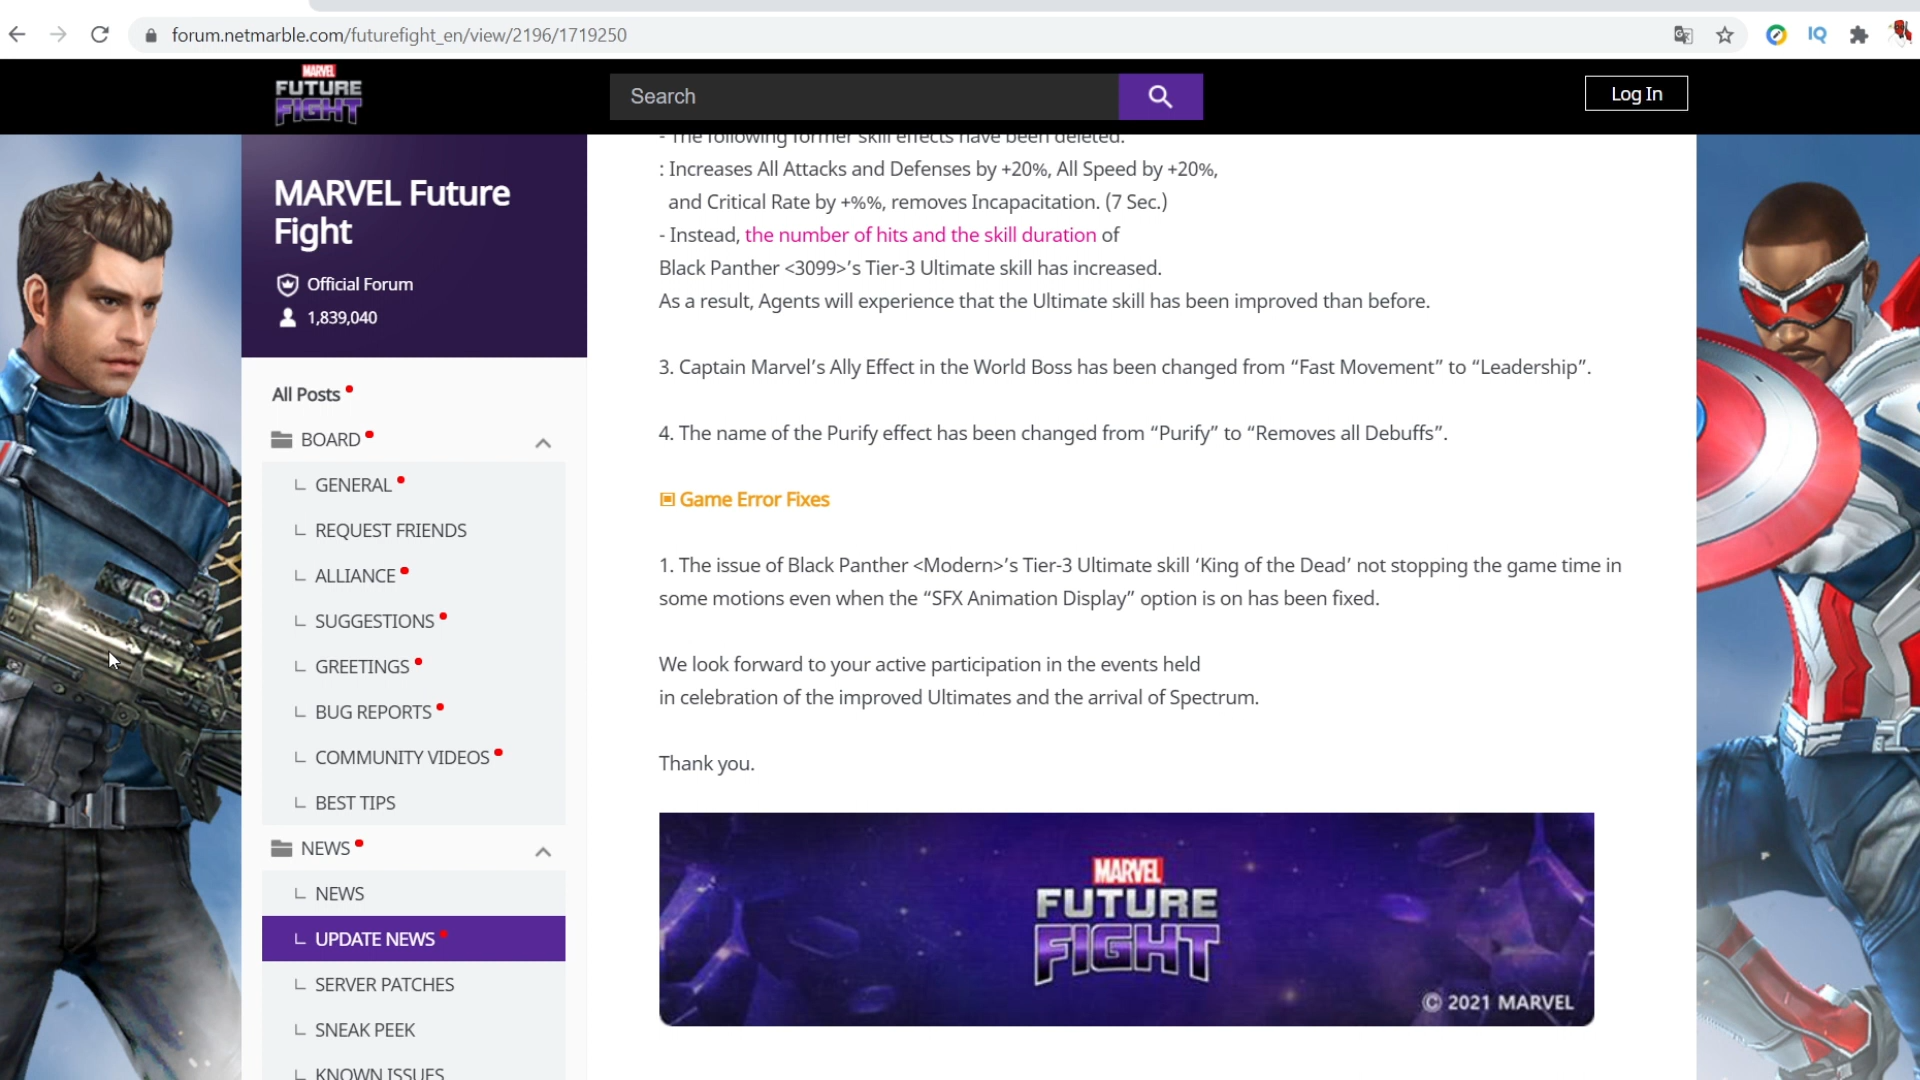 forum.netmarble.com/futurefight_en/view/2196/1719250
IQ
MARVEL
FUTURE
FIGHT
Search
Log In
MARVEL Future
Fight
Official Forum
1,839,040
All Posts
BOARD
GENERAL
REQUEST FRIENDS
ALLIANCE
SUGGESTIONS
GREETINGS
BUG REPORTS
COMMUNITY VIDEOS
BEST TIPS
NEWS
NEWS
UPDATE NEWS
SERVER PATCHES
SNEAK PEEK
KNOWN ISSUES
- The following former skill effects have been deleted.
: Increases All Attacks and Defenses by +20%, All Speed by +20%,
and Critical Rate by +%%, removes Incapacitation. (7 Sec.)
- Instead, the number of hits and the skill duration of
Black Panther <3099>’s Tier-3 Ultimate skill has increased.
As a result, Agents will experience that the Ultimate skill has been improved than before.
3. Captain Marvel’s Ally Effect in the World Boss has been changed from “Fast Movement” to “Leadership”.
4. The name of the Purify effect has been changed from “Purify” to “Removes all Debuffs”.
▣ Game Error Fixes
1. The issue of Black Panther <Modern>’s Tier-3 Ultimate skill ‘King of the Dead’ not stopping the game time in
some motions even when the “SFX Animation Display” option is on has been fixed.
We look forward to your active participation in the events held
in celebration of the improved Ultimates and the arrival of Spectrum.
Thank you.
MARVEL
FUTURE
FIGHT
© 2021 MARVEL